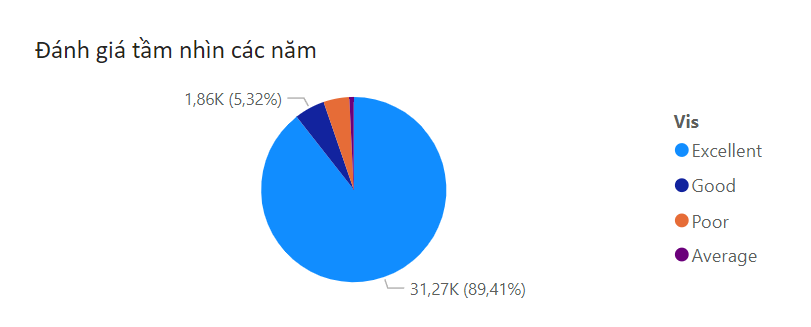 Đánh giá tầm nhìn các năm
1,86K (5,32%)
31,27K (89,41%)
Vis
Excellent
Good
Poor
Average